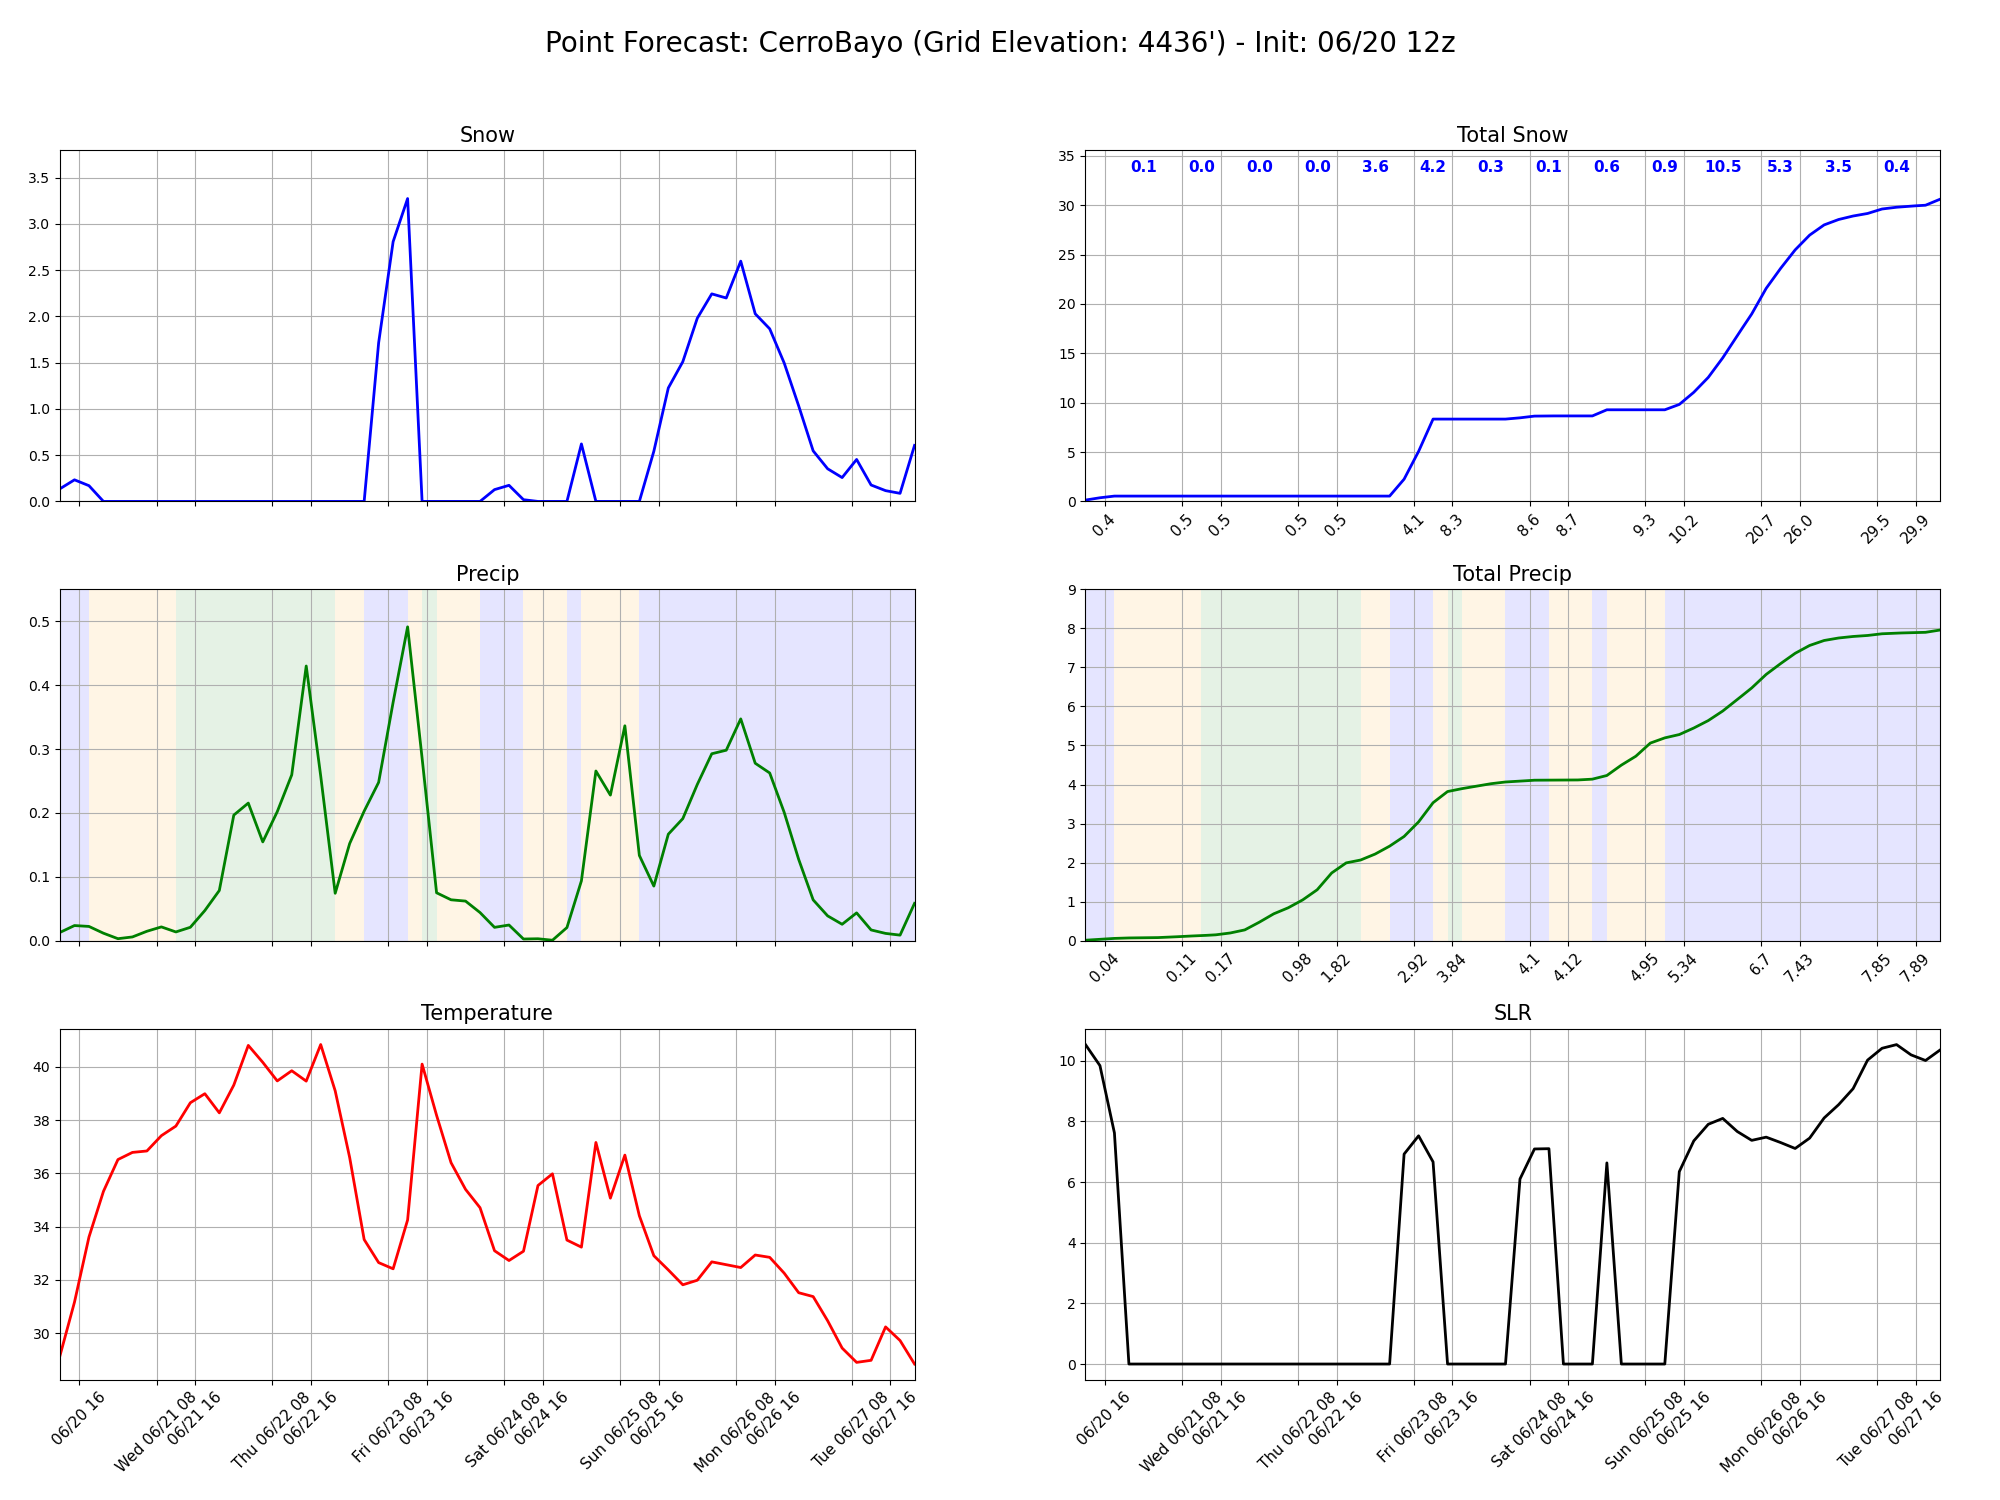 Point Forecast: CerroBayo (Grid Elevation: 4436') - Init: 06/20 12z
Snow
3.5
3.0
2.5
2.0
1.5
1.0
0.5
0.0
Total Snow
35
30
25
20
15
10
5
0
0.1 0.0 0.0 0.0 3.6 4.2 0.3 0.1 0.6 0.9 10.5 5.3 3.5 0.4
0.4 0.5 0.5 0.5 0.5 4.1 8.3 8.6 8.7 9.3 10.2 20.7 26.0 29.5 29.9
Precip
0.5
0.4
0.3
0.2
0.1
0.0
Total Precip
9
8
7
6
5
4
3
2
1
0
0.04 0.11 0.17 0.98 1.82 2.92 3.84 4.1 4.12 4.95 5.34 6.7 7.43 7.85 7.89
Temperature
40
38
36
34
32
30
06/20 16
Wed 06/21 08
06/21 16
Thu 06/22 08
06/22 16
Fri 06/23 08
06/23 16
Sat 06/24 08
06/24 16
Sun 06/25 08
06/25 16
Mon 06/26 08
06/26 16
Tue 06/27 08
06/27 16
SLR
10
8
6
4
2
0
06/20 16
Wed 06/21 08
06/21 16
Thu 06/22 08
06/22 16
Fri 06/23 08
06/23 16
Sat 06/24 08
06/24 16
Sun 06/25 08
06/25 16
Mon 06/26 08
06/26 16
Tue 06/27 08
06/27 16